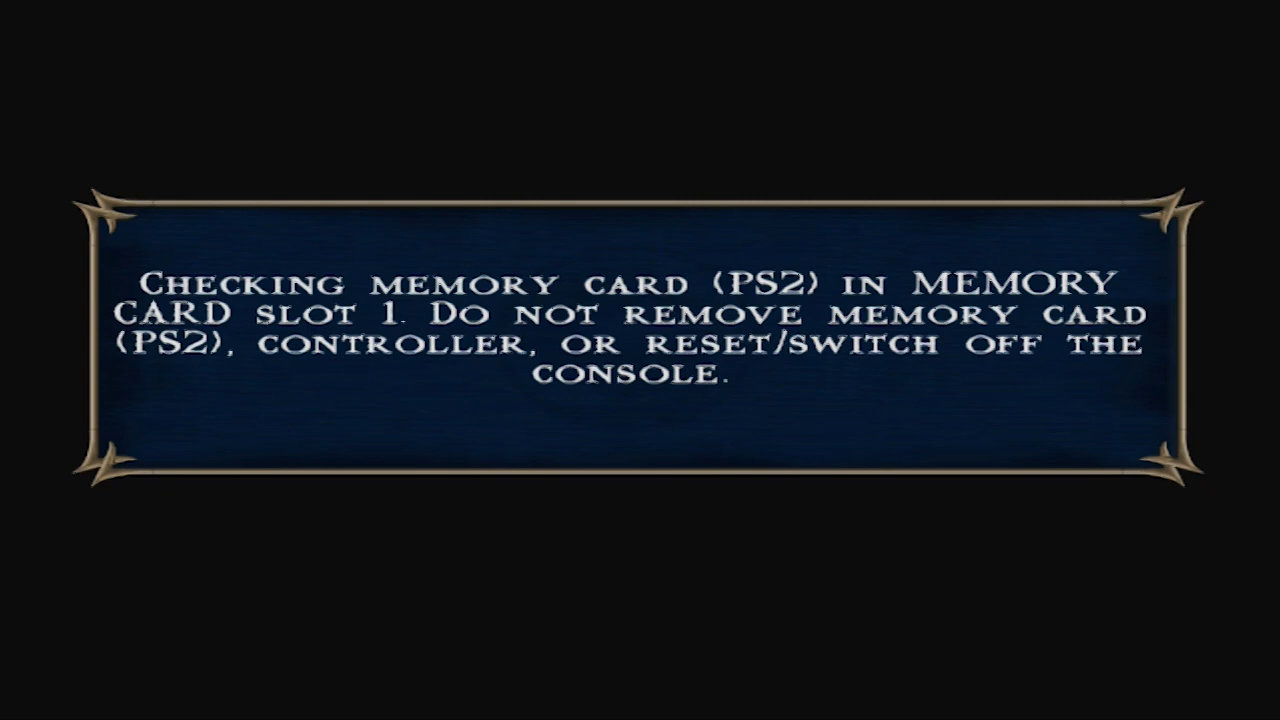 Checking memory card (PS2) in MEMORY
CARD slot 1. Do not remove memory card
(PS2), controller, or reset/switch off the
console.